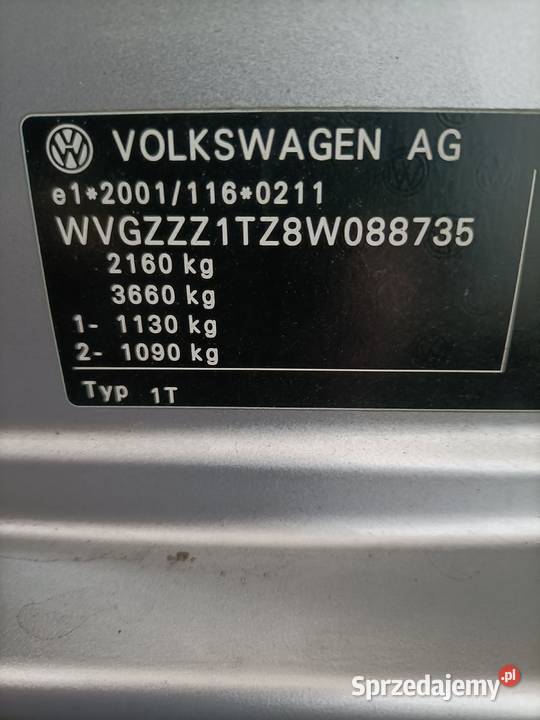 VOLKSWAGEN AG
e1*2001/116*0211
WVGZZZ1TZ8W088735
2160 kg
3660 kg
1- 1130 kg
2- 1090 kg
Typ 1T
Sprzedajemy.pl